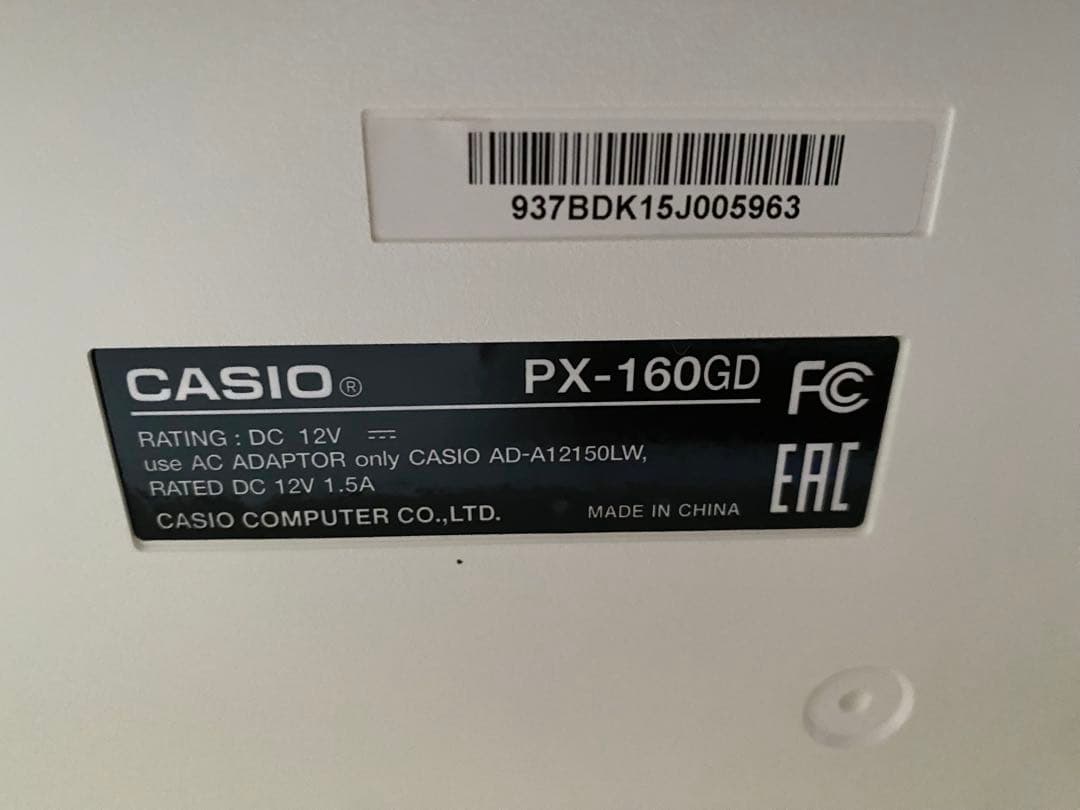 937BDK15J005963
CASIO® PX-160GD FC
RATING : DC 12V ⎓
use AC ADAPTOR only CASIO AD-A12150LW,
RATED DC 12V 1.5A
EAC
CASIO COMPUTER CO.,LTD. MADE IN CHINA